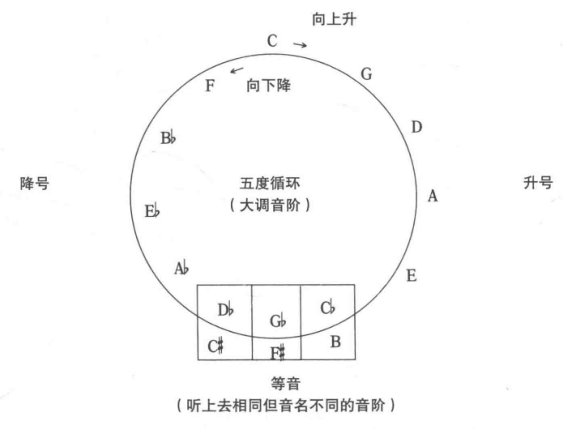 向上升
C →
← 向下降
F
G
B♭
D
降号
五度循环
（大调音阶）
升号
E♭
A
A♭
E
D♭
G♭
C♭
C♯
F♯
B
等音
（听上去相同但音名不同的音阶）